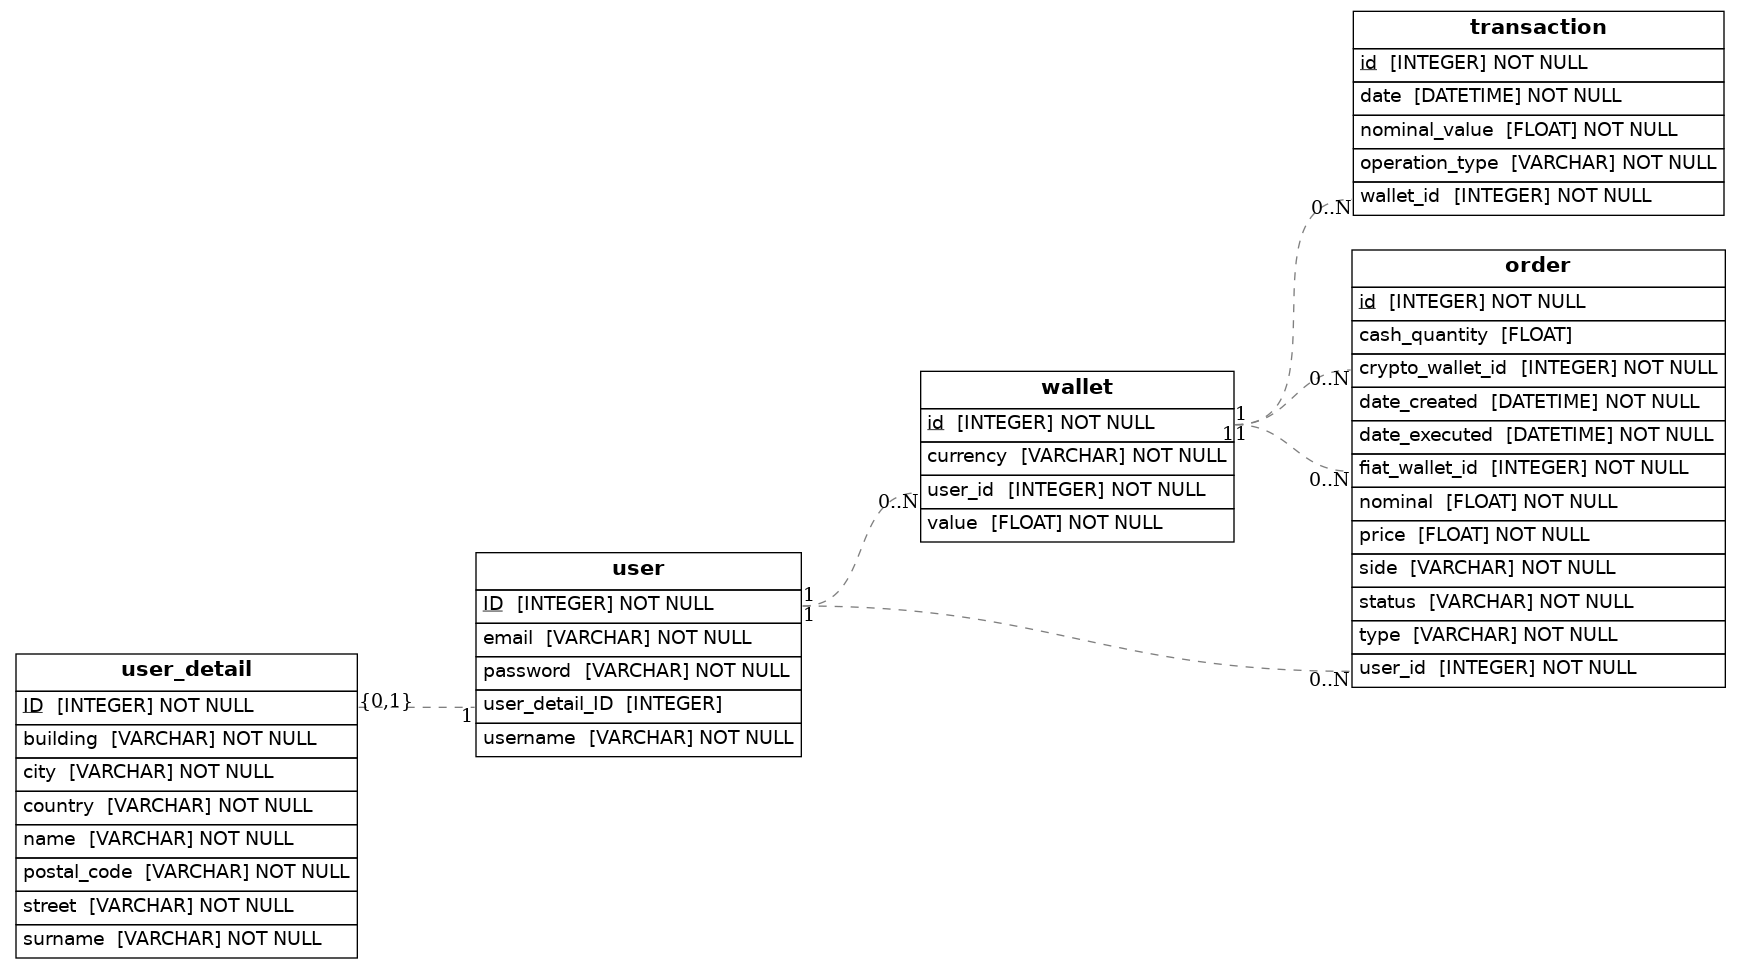 transaction
id [INTEGER] NOT NULL
date [DATETIME] NOT NULL
nominal_value [FLOAT] NOT NULL
operation_type [VARCHAR] NOT NULL
wallet_id [INTEGER] NOT NULL
0..N
order
id [INTEGER] NOT NULL
cash_quantity [FLOAT]
crypto_wallet_id [INTEGER] NOT NULL
date_created [DATETIME] NOT NULL
date_executed [DATETIME] NOT NULL
fiat_wallet_id [INTEGER] NOT NULL
nominal [FLOAT] NOT NULL
price [FLOAT] NOT NULL
side [VARCHAR] NOT NULL
status [VARCHAR] NOT NULL
type [VARCHAR] NOT NULL
user_id [INTEGER] NOT NULL
0..N
0..N
0..N
wallet
id [INTEGER] NOT NULL
currency [VARCHAR] NOT NULL
user_id [INTEGER] NOT NULL
value [FLOAT] NOT NULL
1
11
0..N
user
ID [INTEGER] NOT NULL
email [VARCHAR] NOT NULL
password [VARCHAR] NOT NULL
user_detail_ID [INTEGER]
username [VARCHAR] NOT NULL
1
1
user_detail
ID [INTEGER] NOT NULL
building [VARCHAR] NOT NULL
city [VARCHAR] NOT NULL
country [VARCHAR] NOT NULL
name [VARCHAR] NOT NULL
postal_code [VARCHAR] NOT NULL
street [VARCHAR] NOT NULL
surname [VARCHAR] NOT NULL
{0,1}
1